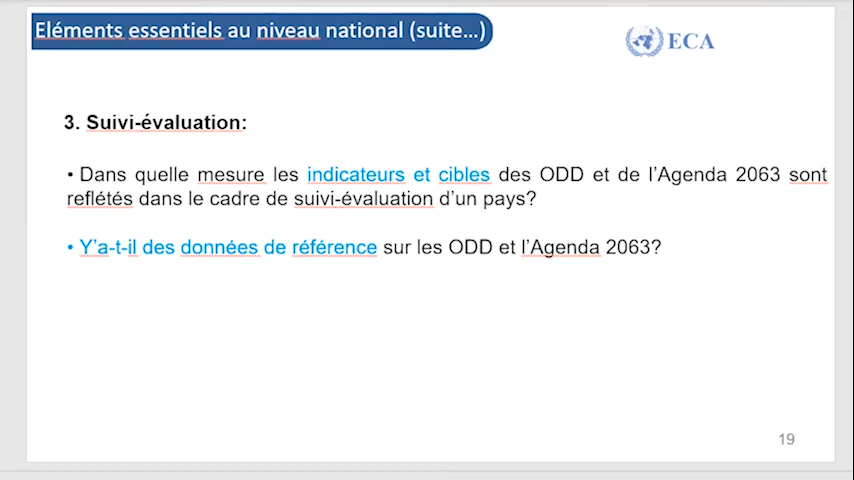 Eléments essentiels au niveau national (suite…)
ECA
3. Suivi-évaluation:
• Dans quelle mesure les indicateurs et cibles des ODD et de l’Agenda 2063 sont
reflétés dans le cadre de suivi-évaluation d’un pays?
• Y’a-t-il des données de référence sur les ODD et l’Agenda 2063?
19